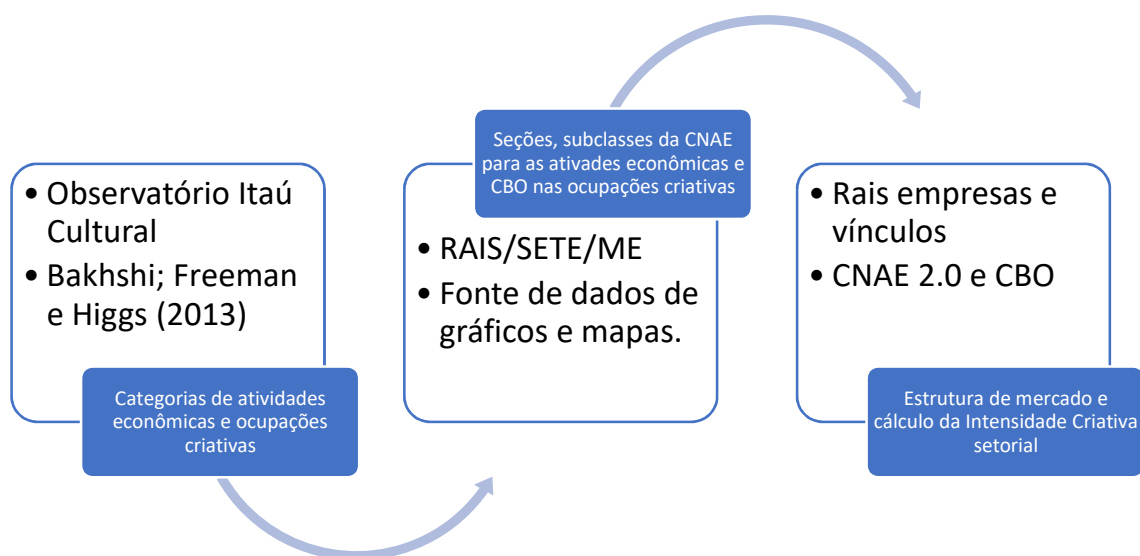 • Observatório Itaú
Cultural
• Bakhshi; Freeman
e Higgs (2013)
Categorias de atividades
econômicas e ocupações
criativas
Seções, subclasses da CNAE
para as ativades econômicas e
CBO nas ocupações criativas
• RAIS/SETE/ME
• Fonte de dados de
gráficos e mapas.
• Rais empresas e
vínculos
• CNAE 2.0 e CBO
Estrutura de mercado e
cálculo da Intensidade Criativa
setorial